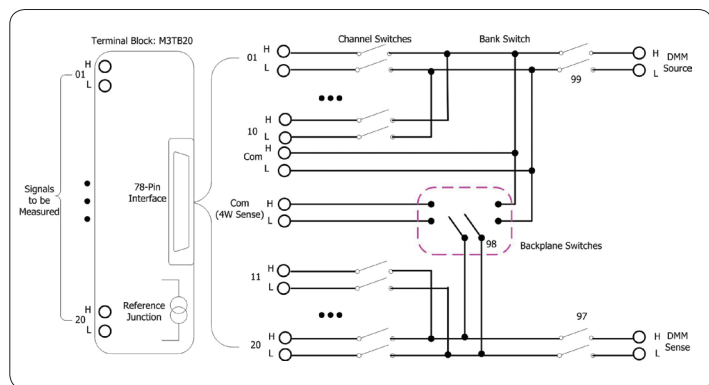 Terminal Block: M3TB20
H
01
L
Signals
to be
Measured
78-Pin
Interface
H
20
L
Reference
Junction
Channel Switches
Bank Switch
H
01
L
99
H
DMM
Source
L
H
10
L
H
Com
L
Com
(4W Sense)
H
L
98
Backplane Switches
H
11
L
97
H
20
L
H
DMM
Sense
L